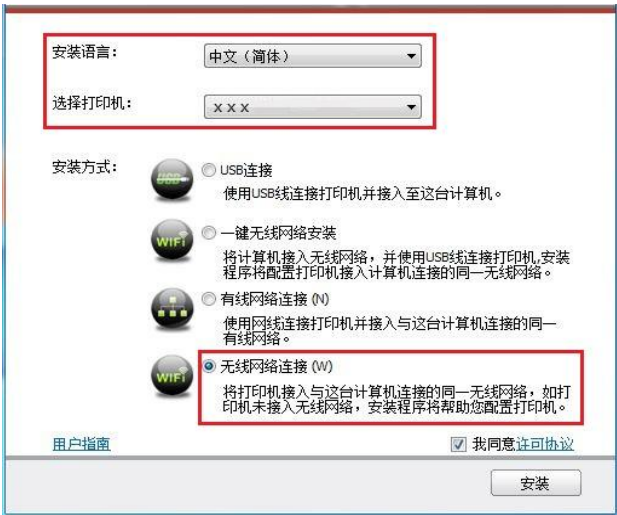 安装语言： 中文（简体）
选择打印机： xxx
安装方式： USB USB连接
使用USB线连接打印机并接入至这台计算机。
WiFi 一键无线网络安装
将计算机接入无线网络，并使用USB线连接打印机,安装
程序将配置打印机接入计算机连接的同一无线网络。
有线网络连接 (N)
使用网线连接打印机并接入与这台计算机连接的同一
有线网络。
WiFi 无线网络连接 (W)
将打印机接入与这台计算机连接的同一无线网络，如打
印机未接入无线网络，安装程序将帮助您配置打印机。
用户指南 我同意许可协议
安装